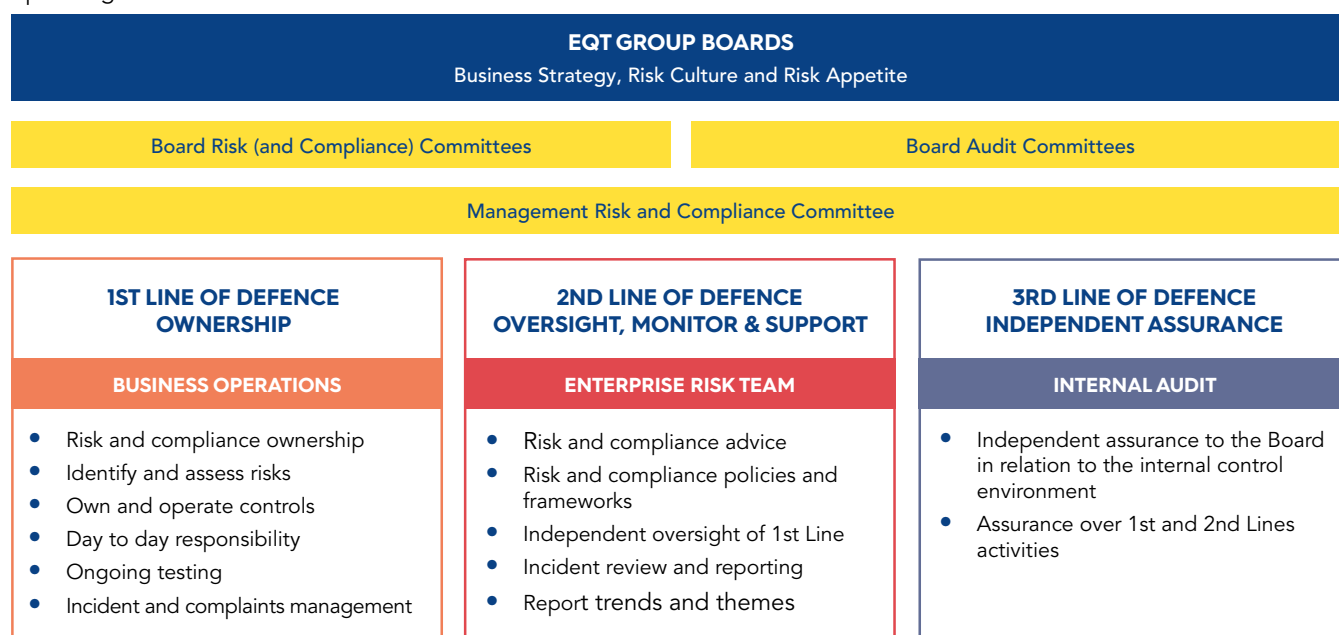 EQT GROUP BOARDS
Business Strategy, Risk Culture and Risk Appetite
Board Risk (and Compliance) Committees
Board Audit Committees
Management Risk and Compliance Committee
1ST LINE OF DEFENCE
OWNERSHIP
BUSINESS OPERATIONS
• Risk and compliance ownership
• Identify and assess risks
• Own and operate controls
• Day to day responsibility
• Ongoing testing
• Incident and complaints management
2ND LINE OF DEFENCE
OVERSIGHT, MONITOR & SUPPORT
ENTERPRISE RISK TEAM
• Risk and compliance advice
• Risk and compliance policies and
frameworks
• Independent oversight of 1st Line
• Incident review and reporting
• Report trends and themes
3RD LINE OF DEFENCE
INDEPENDENT ASSURANCE
INTERNAL AUDIT
• Independent assurance to the Board
in relation to the internal control
environment
• Assurance over 1st and 2nd Lines
activities